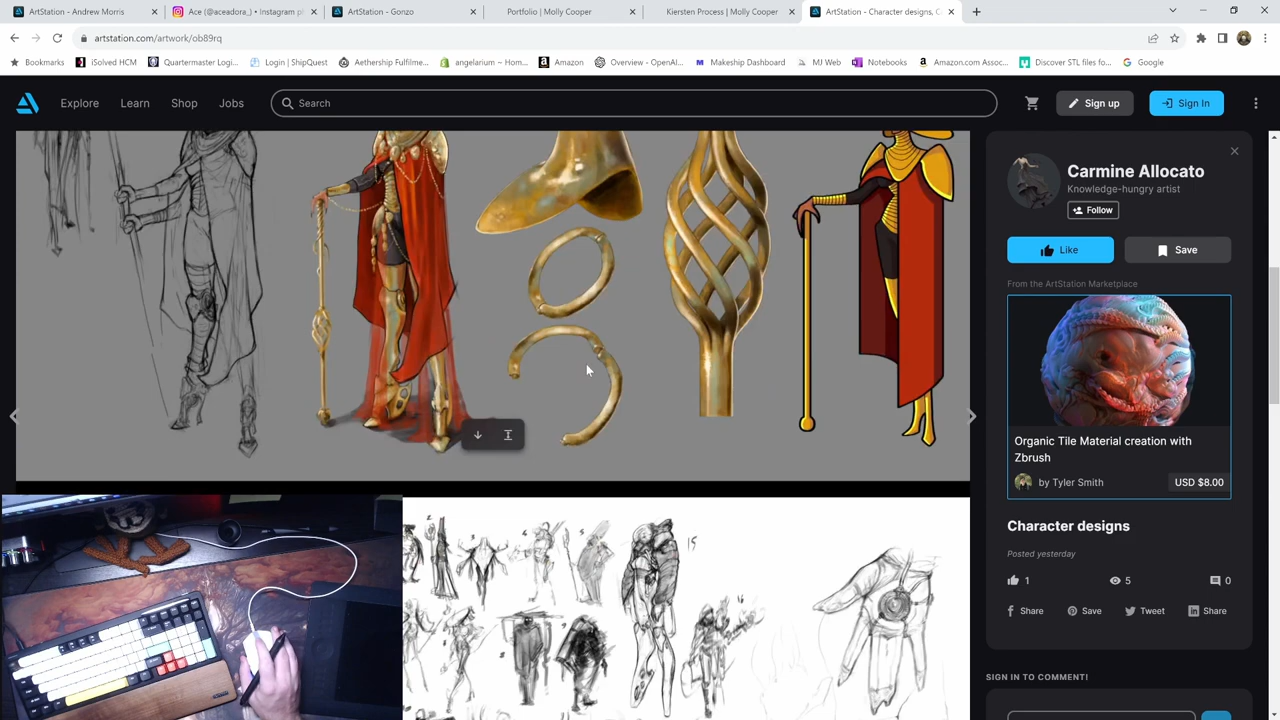 ArtStation - Andrew Morris
Ace (@aceadora_) • Instagram p
ArtStation - Gonzo
Portfolio | Molly Cooper
Kiersten Process | Molly Cooper
ArtStation - Character designs, C
artstation.com/artwork/ob89rq
Bookmarks
iSolved HCM
Quartermaster Logi...
Login | ShipQuest
Aethership Fulfilme...
angelarium — Hom...
Amazon
Overview - OpenAI...
Makeship Dashboard
MJ Web
Notebooks
Amazon.com Assoc...
Discover STL files fo...
Google
Explore
Learn
Shop
Jobs
Search
Sign up
Sign In
Carmine Allocato
Knowledge-hungry artist
Follow
Like
Save
From the ArtStation Marketplace
Organic Tile Material creation with
Zbrush
by Tyler Smith
USD $8.00
Character designs
Posted yesterday
1
5
0
Share
Save
Tweet
Share
SIGN IN TO COMMENT!
15